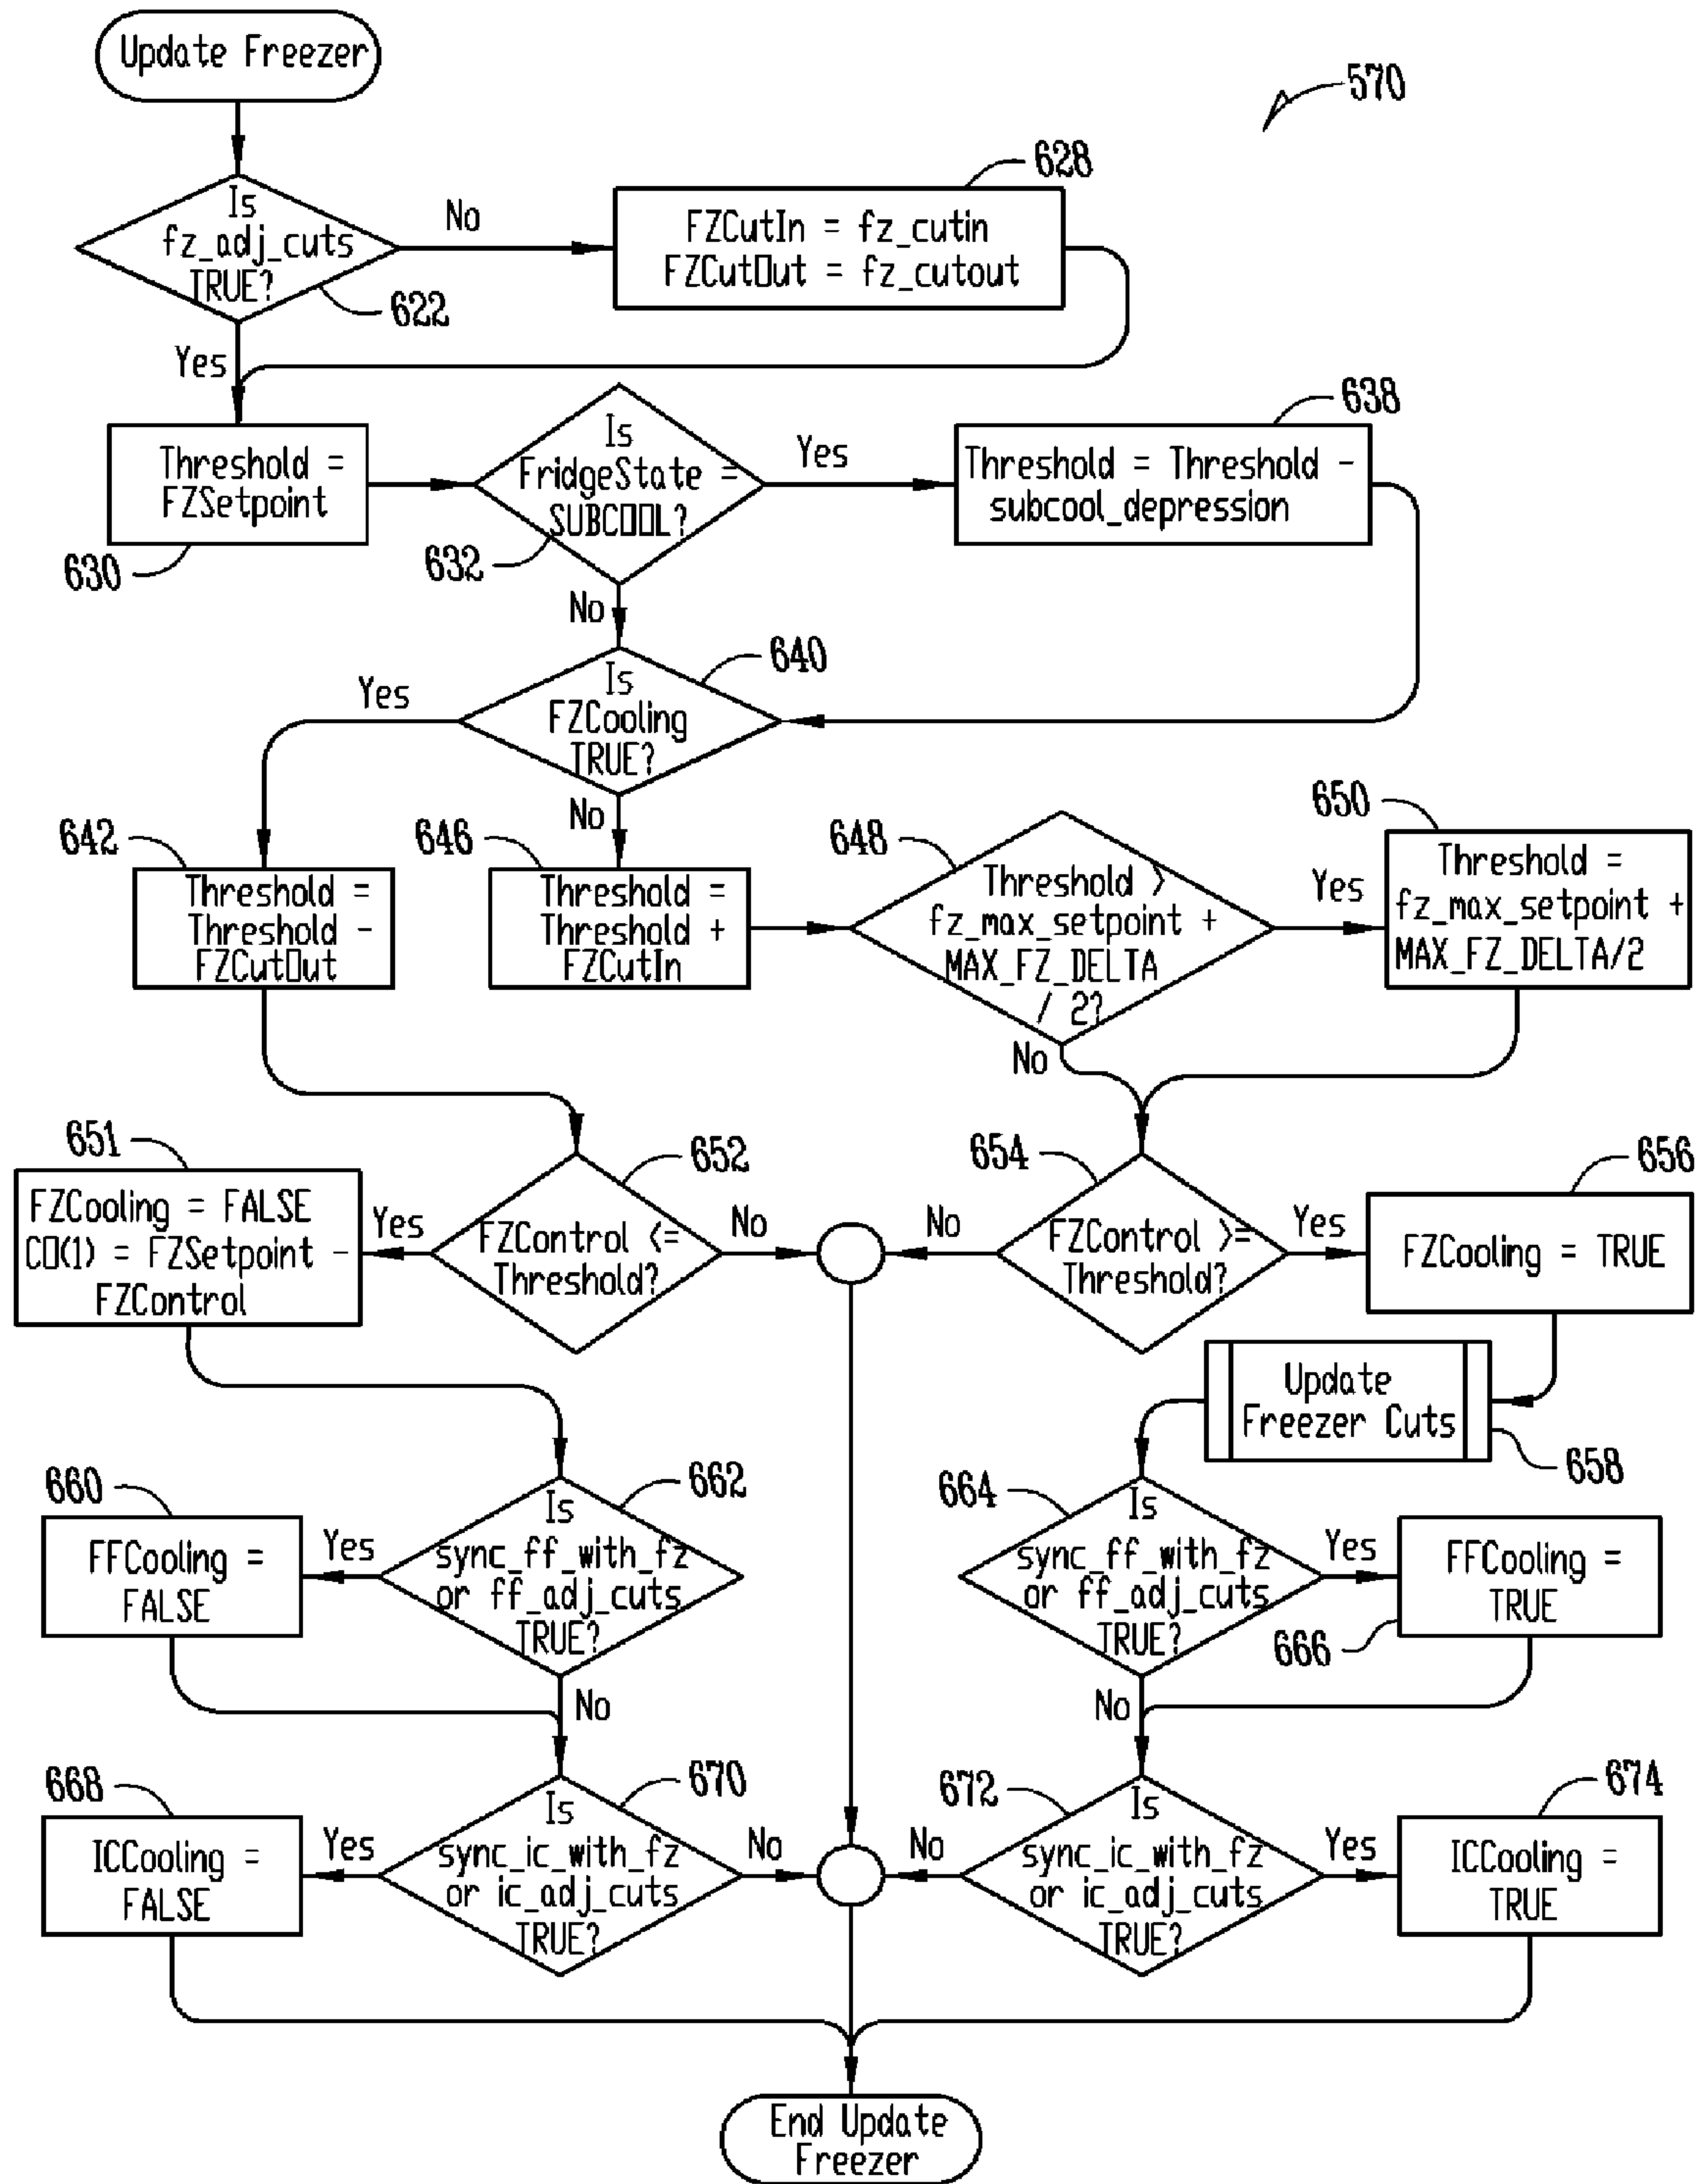 Update Freezer
570
Is
fz_adj_cuts
TRUE?
622
No
Yes
628
FZCutIn = fz_cutin
FZCutOut = fz_cutout
Threshold =
FZSetpoint
630
Is
FridgeState =
SUBCOOL?
632
Yes
No
638
Threshold = Threshold -
subcool_depression
640
Is
FZCooling
TRUE?
Yes
No
642
Threshold =
Threshold -
FZCutOut
646
Threshold =
Threshold +
FZCutIn
648
Threshold >
fz_max_setpoint +
MAX_FZ_DELTA
/ 2?
Yes
No
650
Threshold =
fz_max_setpoint +
MAX_FZ_DELTA/2
651
FZCooling = FALSE
CO(1) = FZSetpoint -
FZControl
Yes
652
FZControl <=
Threshold?
No
654
No
FZControl >=
Threshold?
Yes
656
FZCooling = TRUE
Update
Freezer Cuts
658
660
FFCooling =
FALSE
Yes
662
Is
sync_ff_with_fz
or ff_adj_cuts
TRUE?
No
664
Is
sync_ff_with_fz
or ff_adj_cuts
TRUE?
Yes
No
FFCooling =
TRUE
666
668
ICCooling =
FALSE
Yes
670
Is
sync_ic_with_fz
or ic_adj_cuts
TRUE?
No
672
No
Is
sync_ic_with_fz
or ic_adj_cuts
TRUE?
Yes
674
ICCooling =
TRUE
End Update
Freezer